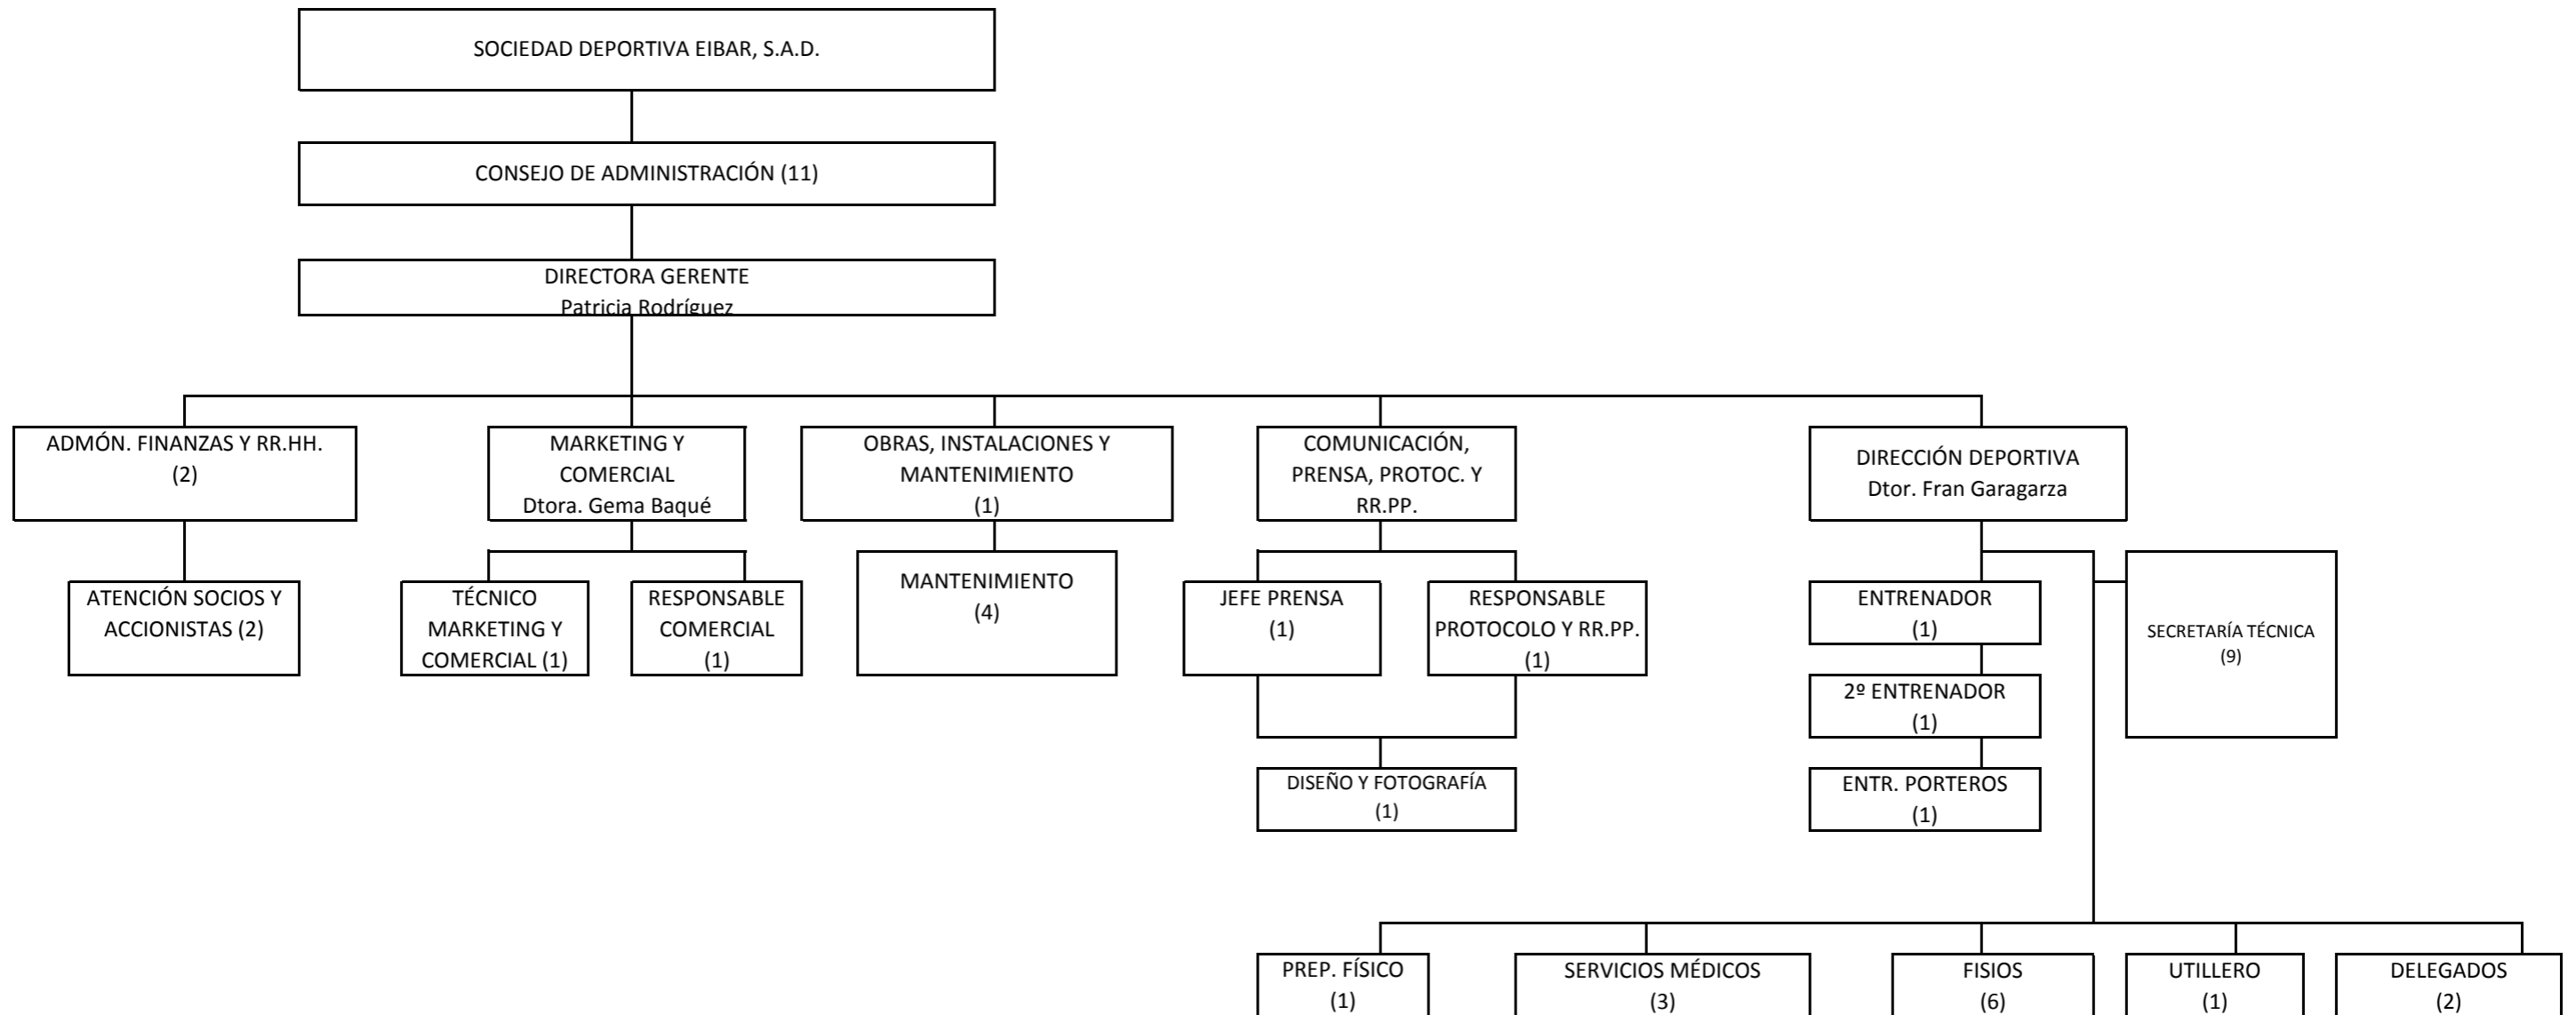 SOCIEDAD DEPORTIVA EIBAR, S.A.D.
CONSEJO DE ADMINISTRACIÓN (11)
DIRECTORA GERENTE
Patricia Rodríguez
ADMÓN. FINANZAS Y RR.HH.
(2)
MARKETING Y
COMERCIAL
Dtora. Gema Baqué
OBRAS, INSTALACIONES Y
MANTENIMIENTO
(1)
COMUNICACIÓN,
PRENSA, PROTOC. Y
RR.PP.
DIRECCIÓN DEPORTIVA
Dtor. Fran Garagarza
ATENCIÓN SOCIOS Y
ACCIONISTAS (2)
TÉCNICO
MARKETING Y
COMERCIAL (1)
RESPONSABLE
COMERCIAL
(1)
MANTENIMIENTO
(4)
JEFE PRENSA
(1)
RESPONSABLE
PROTOCOLO Y RR.PP.
(1)
ENTRENADOR
(1)
SECRETARÍA TÉCNICA
(9)
2º ENTRENADOR
(1)
DISEÑO Y FOTOGRAFÍA
(1)
ENTR. PORTEROS
(1)
PREP. FÍSICO
(1)
SERVICIOS MÉDICOS
(3)
FISIOS
(6)
UTILLERO
(1)
DELEGADOS
(2)